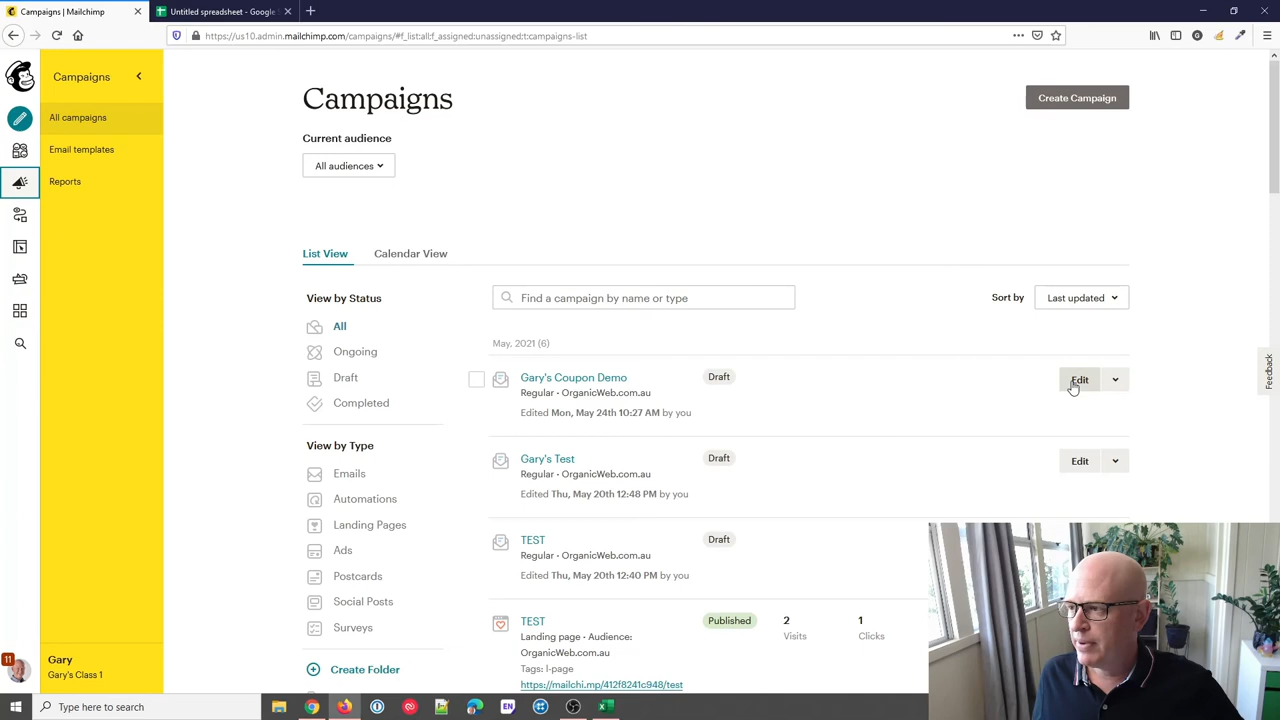 Campaigns | Mailchimp
Untitled spreadsheet - Google S
https://us10.admin.mailchimp.com/campaigns/#f_list:all;f_assigned:unassigned;t:campaigns-list
Campaigns
All campaigns
Email templates
Reports
Campaigns
Create Campaign
Current audience
All audiences
List View
Calendar View
View by Status
All
Ongoing
Draft
Completed
View by Type
Emails
Automations
Landing Pages
Ads
Postcards
Social Posts
Surveys
Create Folder
Find a campaign by name or type
Sort by
Last updated
May, 2021 (6)
Gary's Coupon Demo
Draft
Edit
Regular - OrganicWeb.com.au
Edited Mon, May 24th 10:27 AM by you
Gary's Test
Draft
Edit
Regular - OrganicWeb.com.au
Edited Thu, May 20th 12:48 PM by you
TEST
Draft
Regular - OrganicWeb.com.au
Edited Thu, May 20th 12:40 PM by you
TEST
Published
2
1
Visits
Clicks
Landing page - Audience:
OrganicWeb.com.au
Tags: l-page
https://mailchi.mp/412f8241c948/test
Feedback
11
Gary
Gary's Class 1
Type here to search
EN